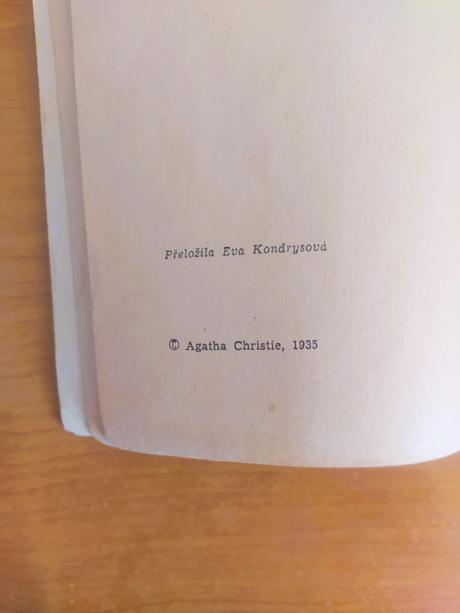 Přeložila Eva Kondrysová
© Agatha Christie, 1935